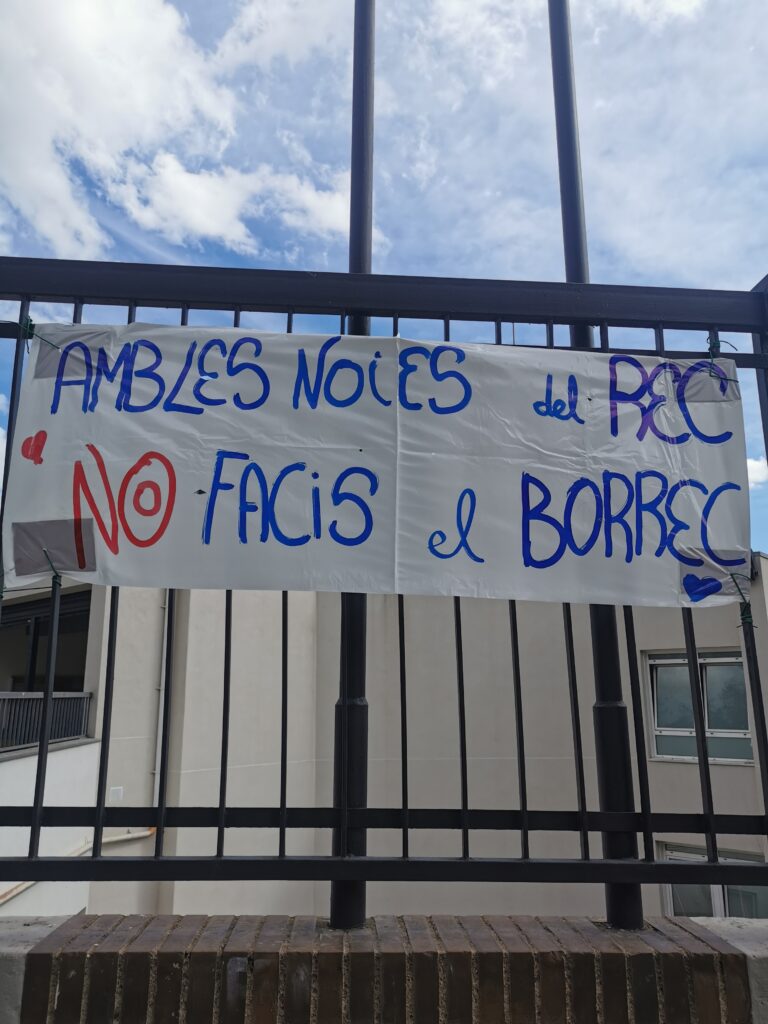 AMB LES NOIES del REC
NO FACIS el BORREC